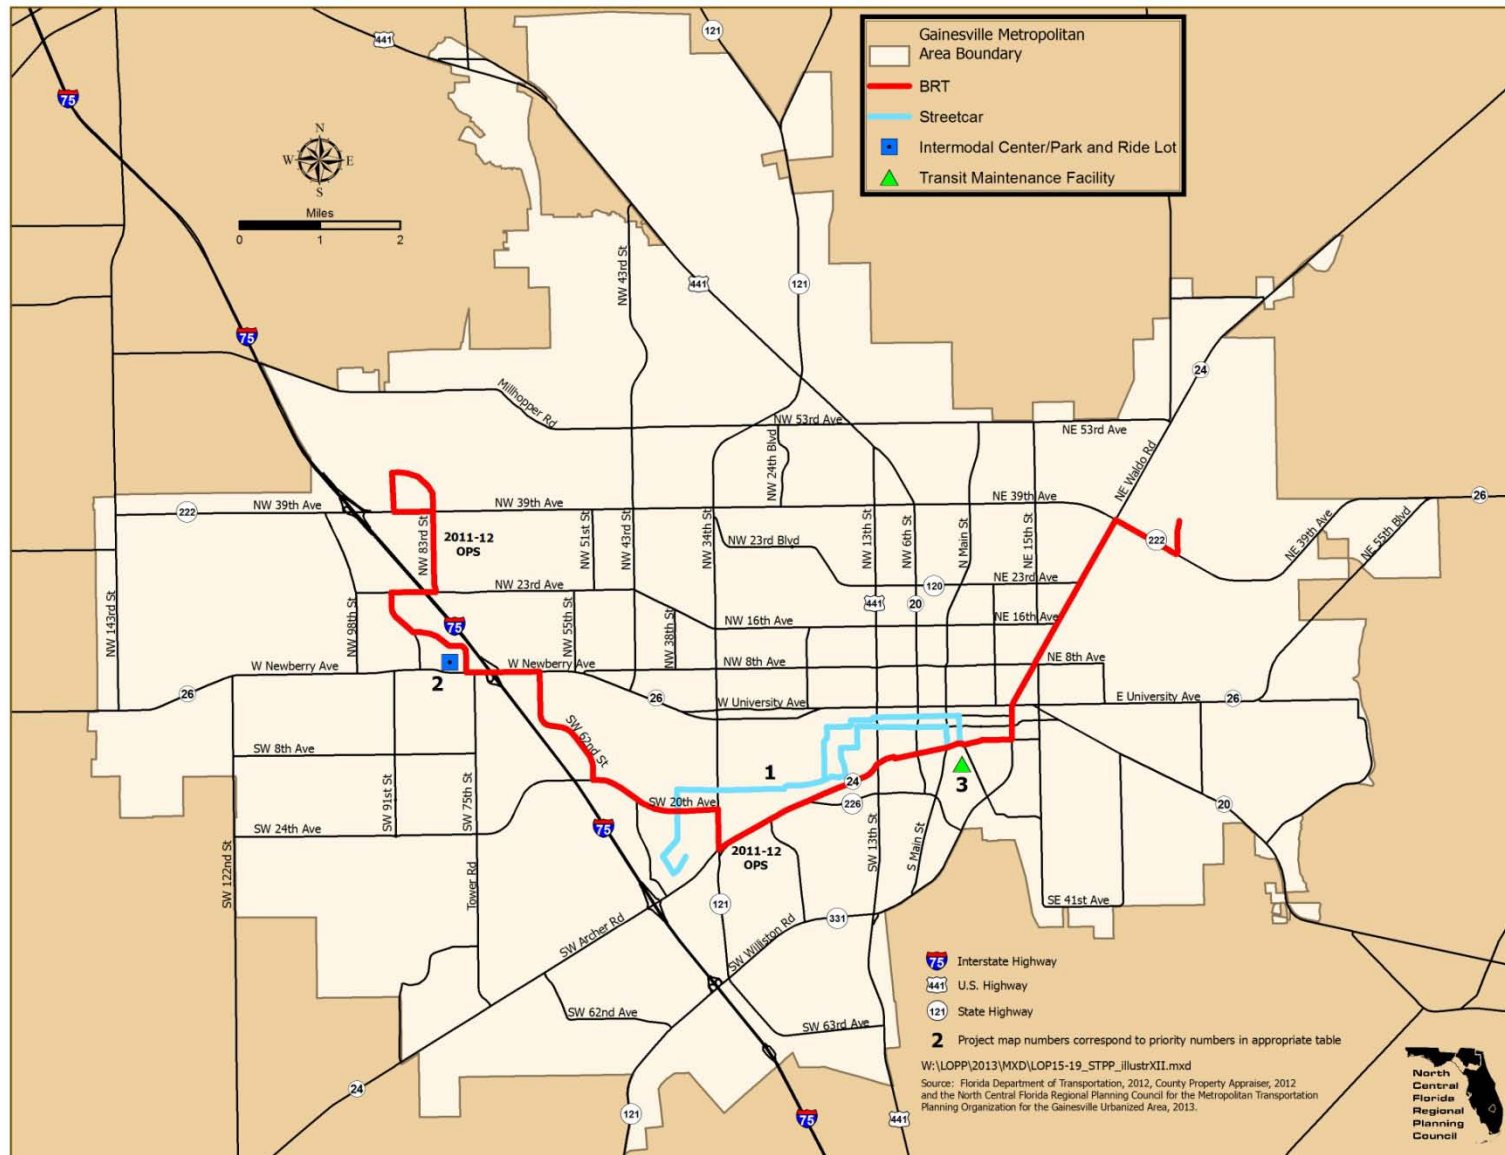 441
121
75
N
W
E
S
Miles
0
1
2
Gainesville Metropolitan
Area Boundary
BRT
Streetcar
Intermodal Center/Park and Ride Lot
Transit Maintenance Facility
NW 43rd St
441
121
75
24
Millhopper Rd
NW 53rd Ave
NE 53rd Ave
NW 24th Blvd
NE Waldo Rd
222
NW 39th Ave
NW 39th Ave
NE 39th Ave
26
NW 83rd St
2011-12
OPS
NW 51st St
NW 43rd St
NW 34th St
NW 23rd Blvd
NW 13th St
NW 6th St
N Main St
NE 15th St
222
NE 39th Ave
NE 55th Blvd
NW 143rd St
NW 98th St
NW 23rd Ave
120
NE 23rd Ave
75
NW 55th St
NW 38th St
441
20
NW 16th Ave
NE 16th Ave
W Newberry Ave
2
W Newberry Ave
NW 8th Ave
NE 8th Ave
26
26
W University Ave
E University Ave
26
SW 8th Ave
SW 62nd St
1
24
3
SW 91st St
SW 75th St
SW 20th Ave
226
20
SW 24th Ave
75
2011-12
OPS
SW 13th St
S Main St
SW 122nd St
Tower Rd
121
SW Archer Rd
SW Williston Rd
331
SE 41st Ave
SW 62nd Ave
SW 63rd Ave
24
121
75
441
75
Interstate Highway
441
U.S. Highway
121
State Highway
2
Project map numbers correspond to priority numbers in appropriate table
W:\LOPP\2013\MXD\LOP15-19_STPP_illustrXII.mxd
Source: Florida Department of Transportation, 2012, County Property Appraiser, 2012
and the North Central Florida Regional Planning Council for the Metropolitan Transportation
Planning Organization for the Gainesville Urbanized Area, 2013.
North
Central
Florida
Regional
Planning
Council